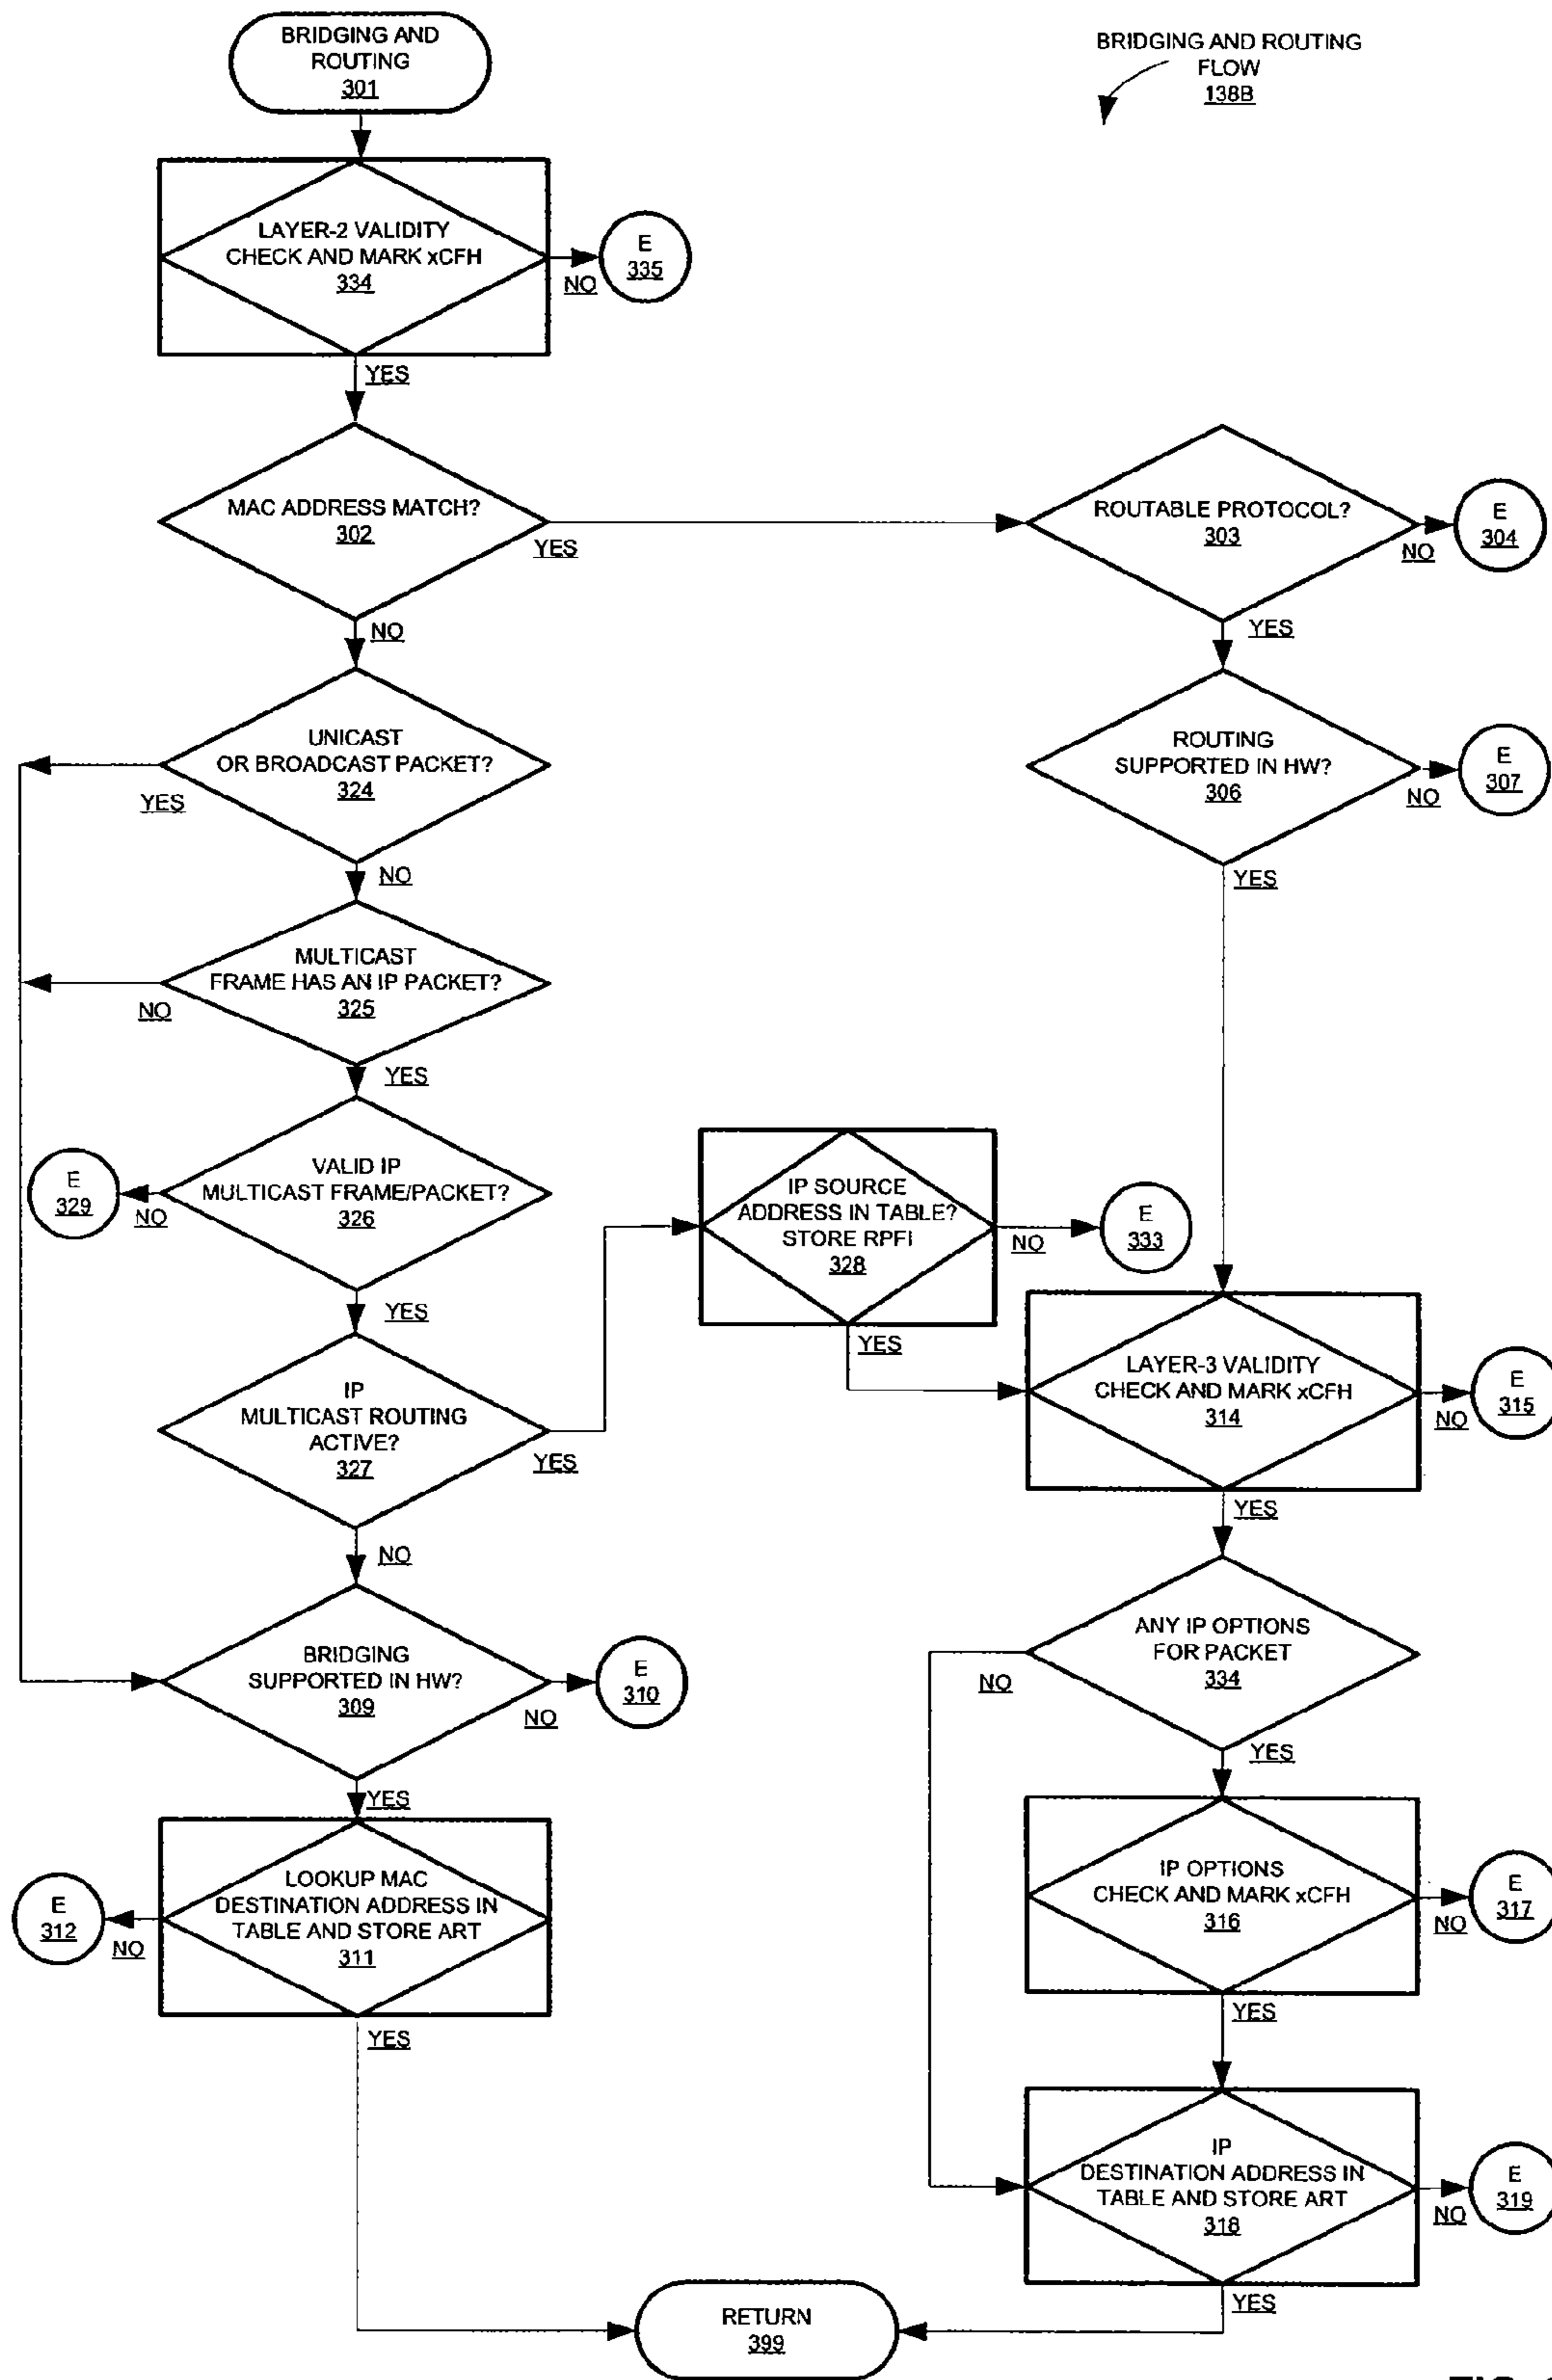 BRIDGING AND
ROUTING
301
BRIDGING AND ROUTING
FLOW
138B
LAYER-2 VALIDITY
CHECK AND MARK xCFH
334
E
335
NO
YES
MAC ADDRESS MATCH?
302
YES
ROUTABLE PROTOCOL?
303
E
304
NO
NO
YES
UNICAST
OR BROADCAST PACKET?
324
YES
ROUTING
SUPPORTED IN HW?
306
E
307
NO
NO
YES
MULTICAST
FRAME HAS AN IP PACKET?
325
NO
YES
VALID IP
MULTICAST FRAME/PACKET?
326
E
329
NO
IP SOURCE
ADDRESS IN TABLE?
STORE RPFI
328
E
333
NO
YES
YES
IP
MULTICAST ROUTING
ACTIVE?
327
YES
LAYER-3 VALIDITY
CHECK AND MARK xCFH
314
E
315
NO
YES
NO
BRIDGING
SUPPORTED IN HW?
309
E
310
NO
ANY IP OPTIONS
FOR PACKET
334
NO
YES
YES
LOOKUP MAC
DESTINATION ADDRESS IN
TABLE AND STORE ART
311
E
312
NO
IP OPTIONS
CHECK AND MARK xCFH
316
E
317
NO
YES
YES
IP
DESTINATION ADDRESS IN
TABLE AND STORE ART
318
E
319
NO
YES
RETURN
399